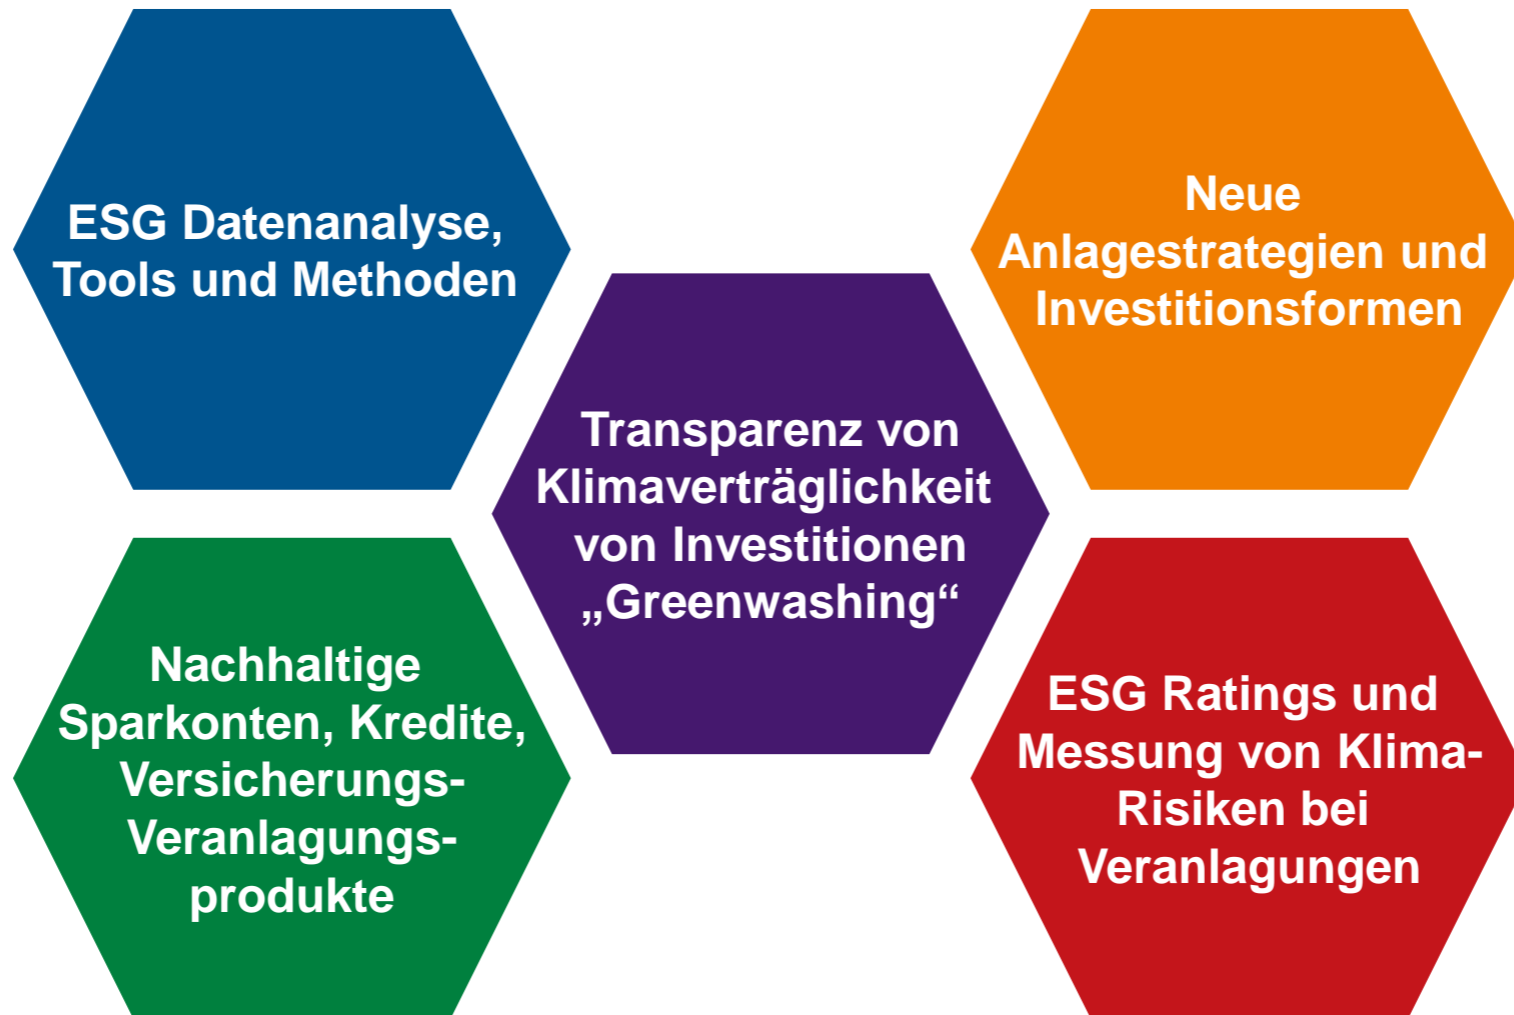 ESG Datenanalyse,
Tools und Methoden
Neue
Anlagestrategien und
Investitionsformen
Transparenz von
Klimaverträglichkeit
von Investitionen
„Greenwashing“
Nachhaltige
Sparkonten, Kredite,
Versicherungs-
Veranlagungs-
produkte
ESG Ratings und
Messung von Klima-
Risiken bei
Veranlagungen